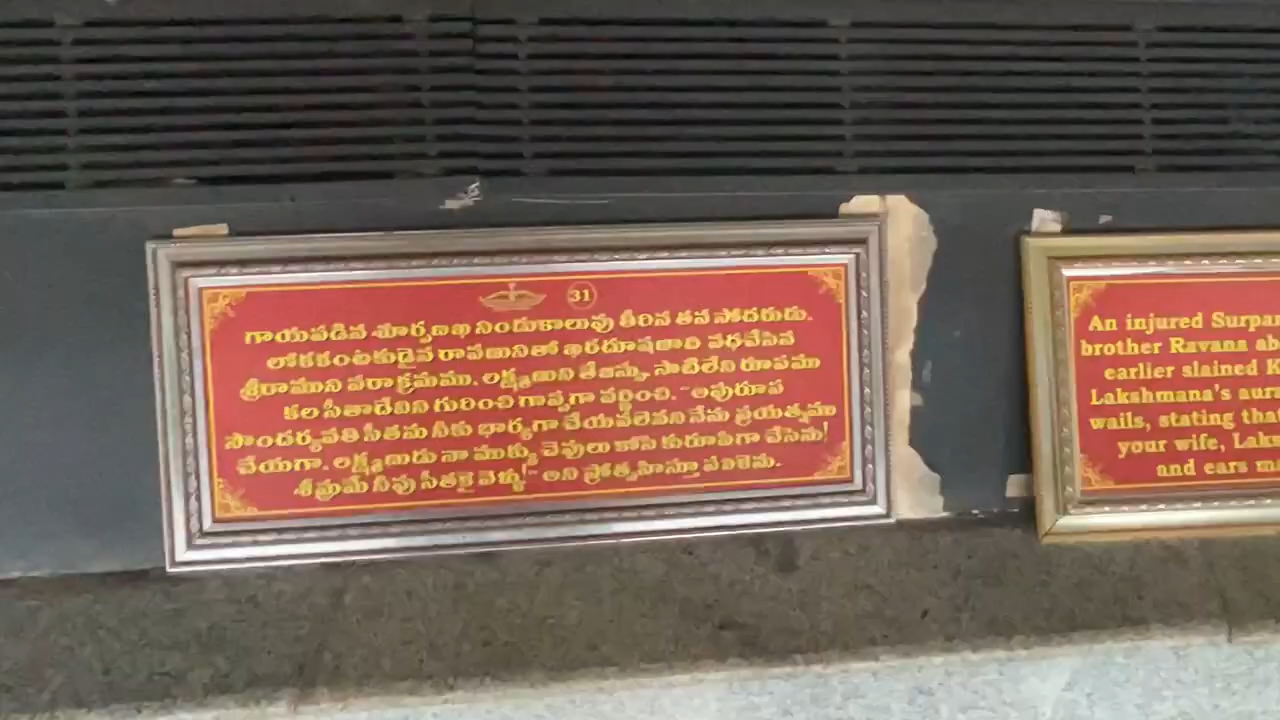 31
గాయపడిన శూర్పణఖ నిండుకొలువు తీరిన తన సోదరుడు.
లోకకంటకుడైన రావణునితో ఖరదూషణాది వధచేసిన
శ్రీరాముని పరాక్రమము. లక్ష్మణుని తేజస్సు, సాటిలేని రూపము
కల సీతాదేవిని గురించి గొప్పగా వర్ణించి. "అపురూప
సౌందర్యవతి సీతను నీకు భార్యగా చేయవలెనని నేను ప్రయత్నము
చేయగా. లక్ష్మణుడు నా ముక్కు చెవులు కోసి కురూపిగా చేసెను!
శీఘ్రమే నీవు సీతకై వెళ్ళు!" అని ప్రోత్సహిస్తూ పలికెను.
An injured Surpan
brother Ravana ab
earlier slained K
Lakshmana's aura
wails, stating that
your wife, Laks
and ears m